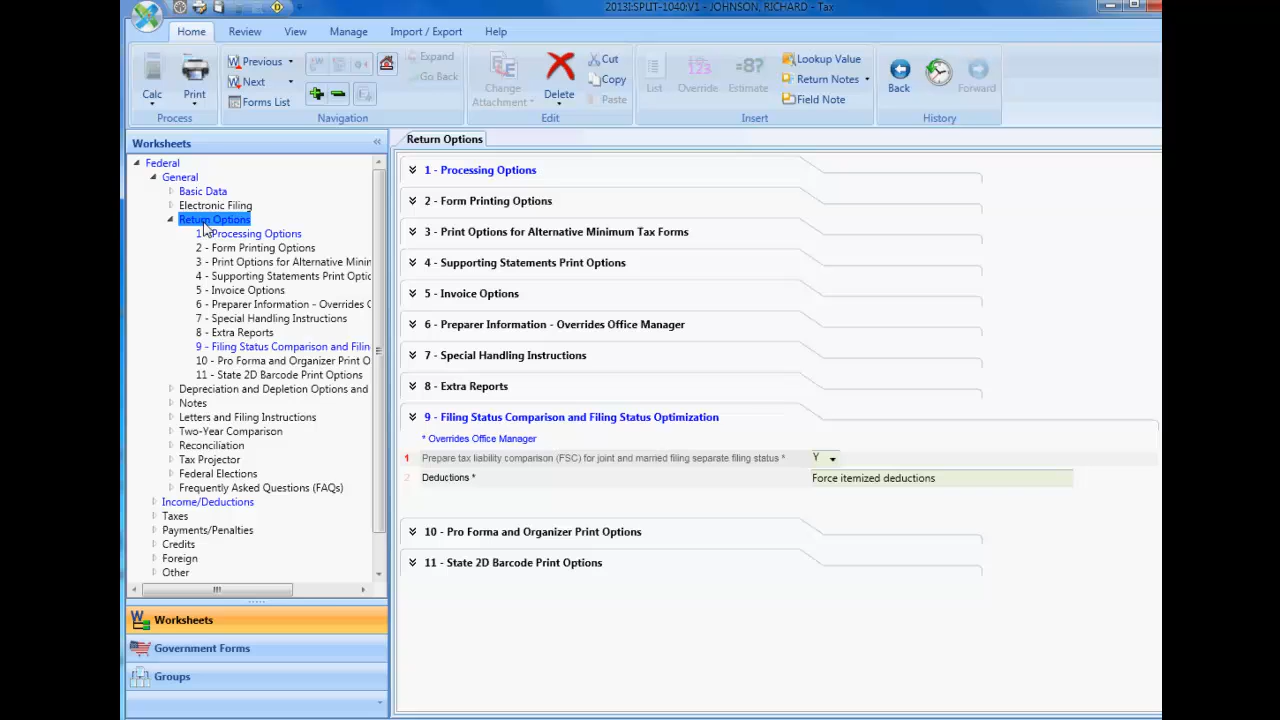 2013I:SPLIT-1040:V1 - JOHNSON, RICHARD - Tax
Home Review View Manage Import / Export Help
Calc Print
Process
Previous
Next
Forms List
Expand
Go Back
Navigation
Change Attachment
Delete
Cut
Copy
Paste
Edit
List
Override
=8?
Estimate
Lookup Value
Return Notes
Field Note
Insert
Back
Forward
History
Worksheets
Federal
General
Basic Data
Electronic Filing
Return Options
1 - Processing Options
2 - Form Printing Options
3 - Print Options for Alternative Minin
4 - Supporting Statements Print Optic
5 - Invoice Options
6 - Preparer Information - Overrides C
7 - Special Handling Instructions
8 - Extra Reports
9 - Filing Status Comparison and Filin
10 - Pro Forma and Organizer Print O
11 - State 2D Barcode Print Options
Depreciation and Depletion Options and
Notes
Letters and Filing Instructions
Two-Year Comparison
Reconciliation
Tax Projector
Federal Elections
Frequently Asked Questions (FAQs)
Income/Deductions
Taxes
Payments/Penalties
Credits
Foreign
Other
Worksheets
Government Forms
Groups
Return Options
1 - Processing Options
2 - Form Printing Options
3 - Print Options for Alternative Minimum Tax Forms
4 - Supporting Statements Print Options
5 - Invoice Options
6 - Preparer Information - Overrides Office Manager
7 - Special Handling Instructions
8 - Extra Reports
9 - Filing Status Comparison and Filing Status Optimization
* Overrides Office Manager
1 Prepare tax liability comparison (FSC) for joint and married filing separate filing status * Y
2 Deductions * Force itemized deductions
10 - Pro Forma and Organizer Print Options
11 - State 2D Barcode Print Options